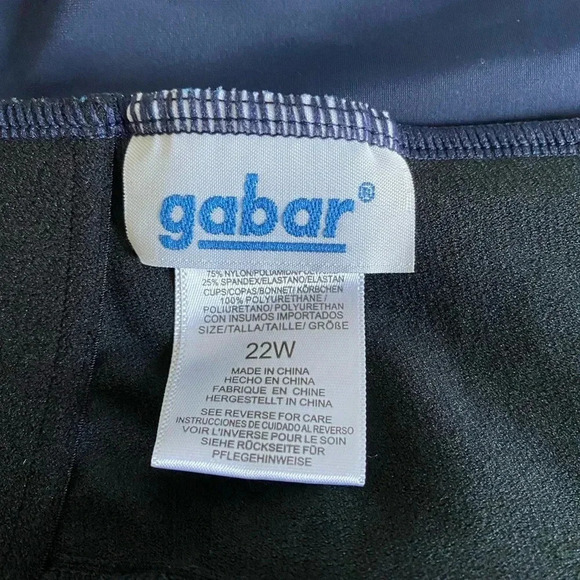 gabar®
75% NYLON/POLIAMIDA/
25% SPANDEX/ELASTANO/ELASTAN
CUPS/COPAS/BONNET/ KÖRBCHEN
100% POLYURETHANE/
POLIURETANO/POLYURETHAN
CON INSUMOS IMPORTADOS
SIZE/TALLA/TAILLE/ GRÖßE
22W
MADE IN CHINA
HECHO EN CHINA
FABRIQUE EN CHINE
HERGESTELLT IN CHINA
SEE REVERSE FOR CARE
INSTRUCCIONES DE CUIDADO AL REVERSO
VOIR L'INVERSE POUR LE SOIN
SIEHE RÜCKSEITE FÜR
PFLEGEHINWEISE